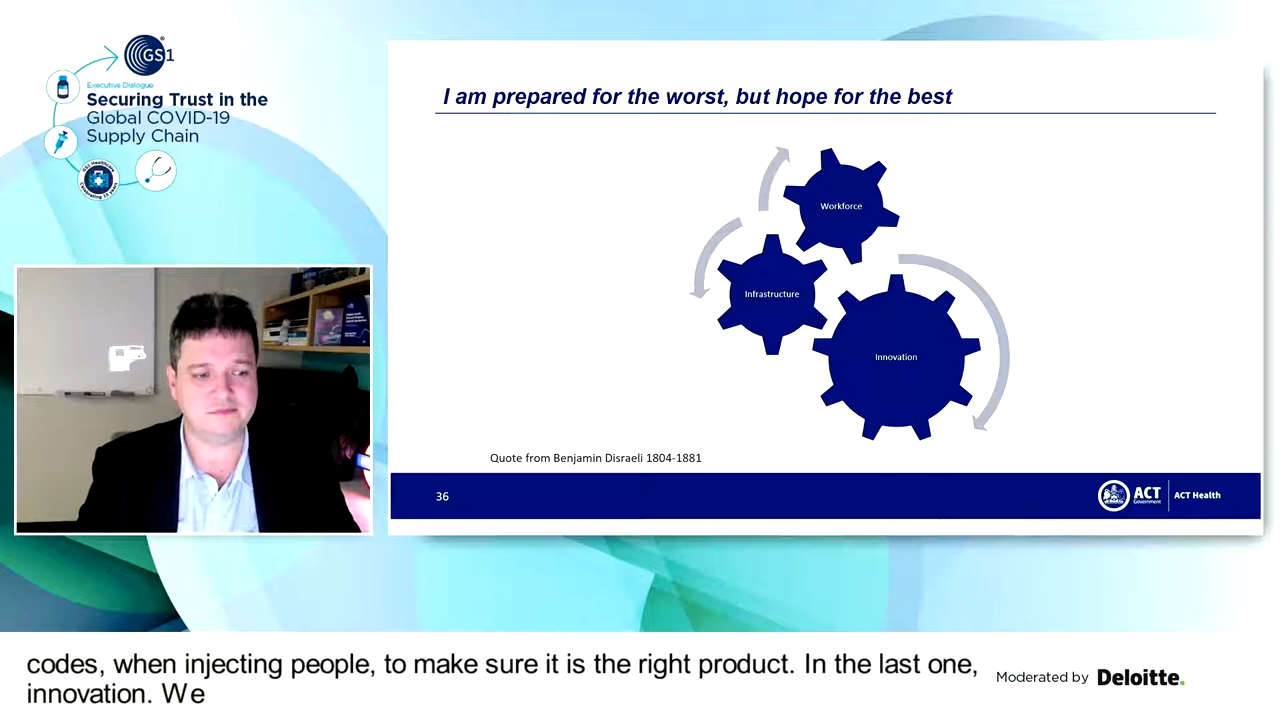 GS1
Executive Dialogue
Securing Trust in the
Global COVID-19
Supply Chain
I am prepared for the worst, but hope for the best
Workforce
Infrastructure
Innovation
Quote from Benjamin Disraeli 1804-1881
36
ACT
Government
ACT Health
codes, when injecting people, to make sure it is the right product. In the last one,
innovation. We
Moderated by Deloitte.